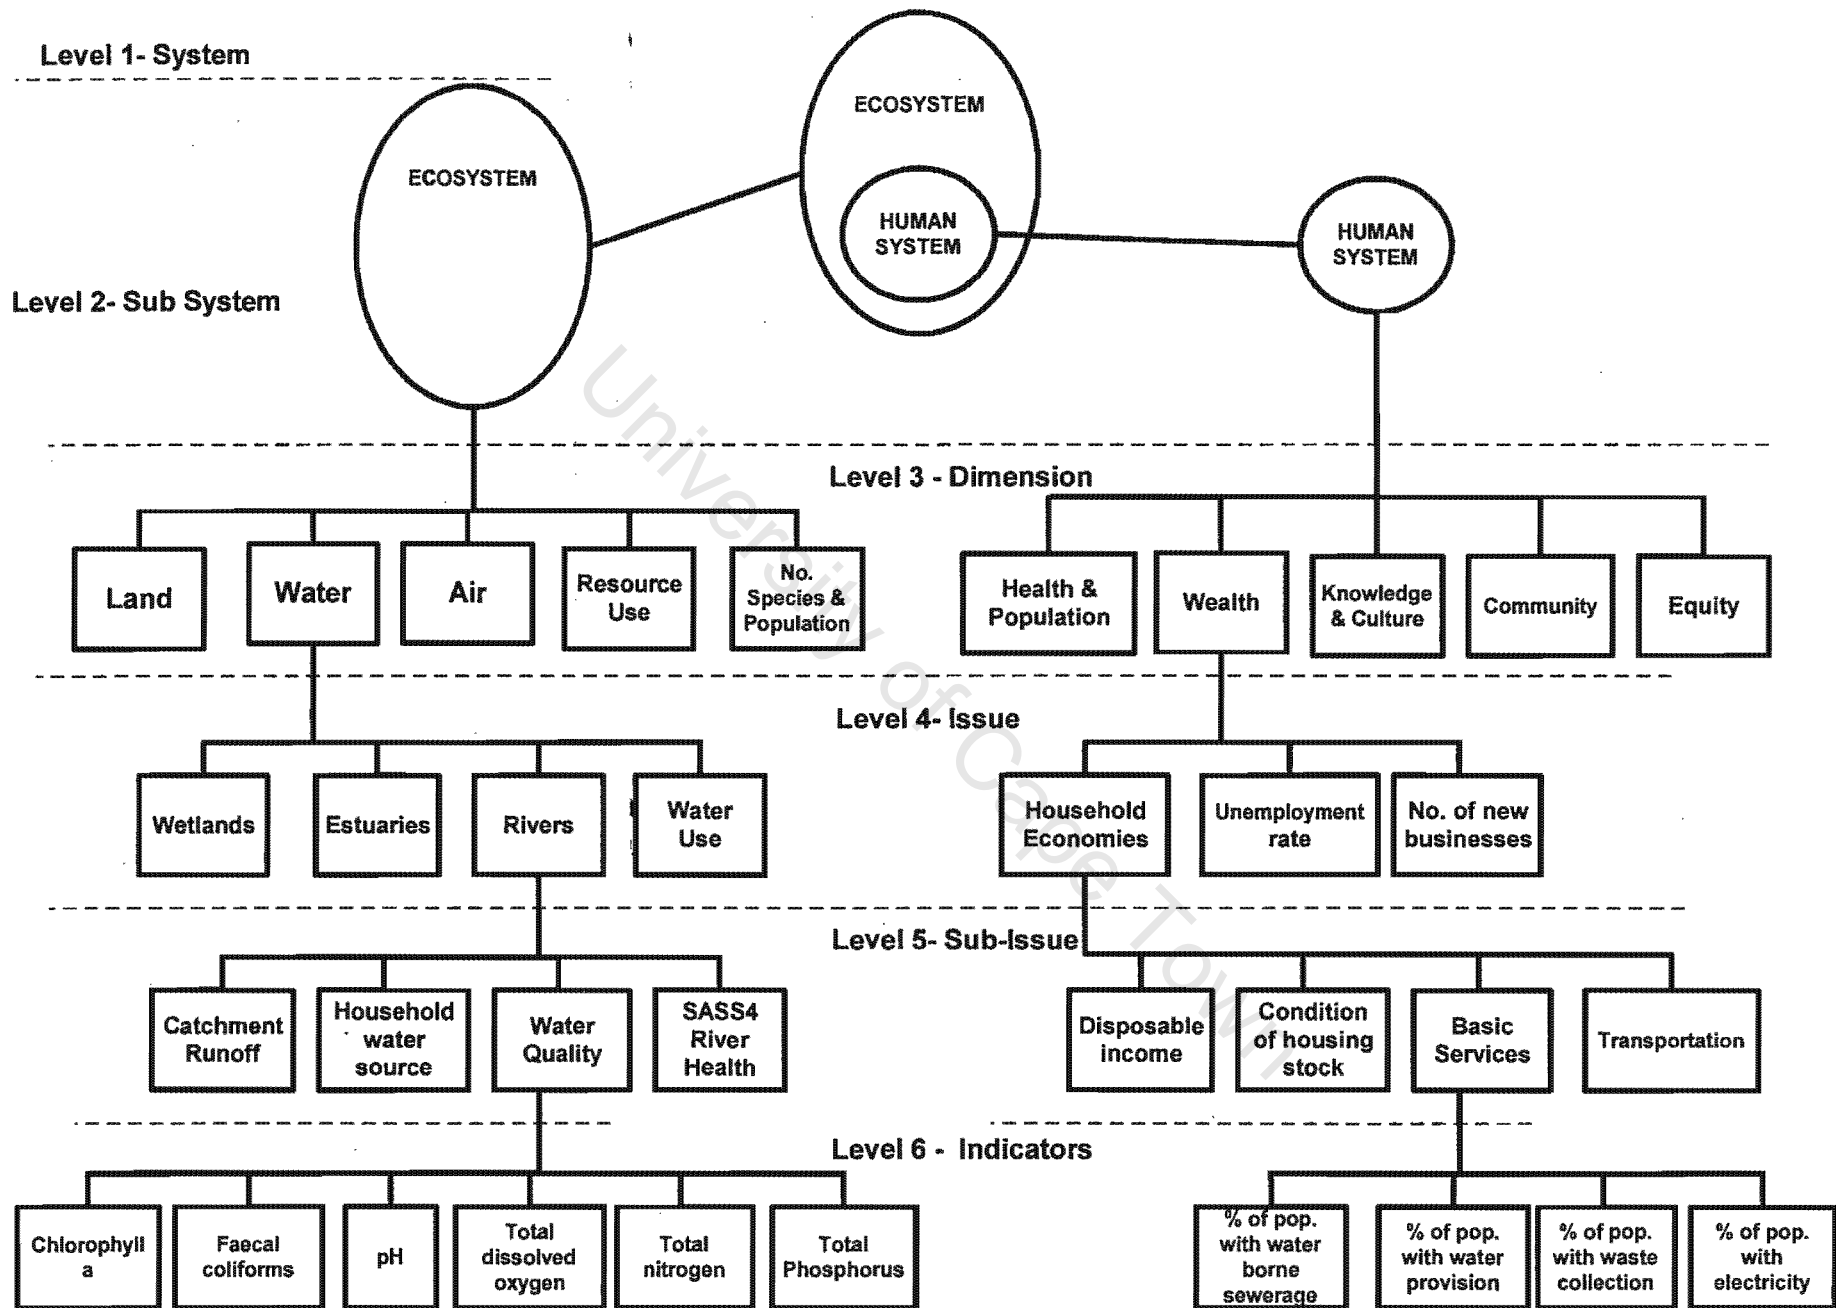 Level 1- System
ECOSYSTEM
HUMAN
SYSTEM
ECOSYSTEM
HUMAN
SYSTEM
Level 2- Sub System
Level 3 - Dimension
Land
Water
Air
Resource
Use
No.
Species &
Population
Health &
Population
Wealth
Knowledge
& Culture
Community
Equity
Level 4- Issue
Wetlands
Estuaries
Rivers
Water
Use
Household
Economies
Unemployment
rate
No. of new
businesses
Level 5- Sub-Issue
Catchment
Runoff
Household
water
source
Water
Quality
SASS4
River
Health
Disposable
income
Condition
of housing
stock
Basic
Services
Transportation
Level 6 - Indicators
Chlorophyll
a
Faecal
coliforms
pH
Total
dissolved
oxygen
Total
nitrogen
Total
Phosphorus
% of pop.
with water
borne
sewerage
% of pop.
with water
provision
% of pop.
with waste
collection
% of pop.
with
electricity
University of Cape Town